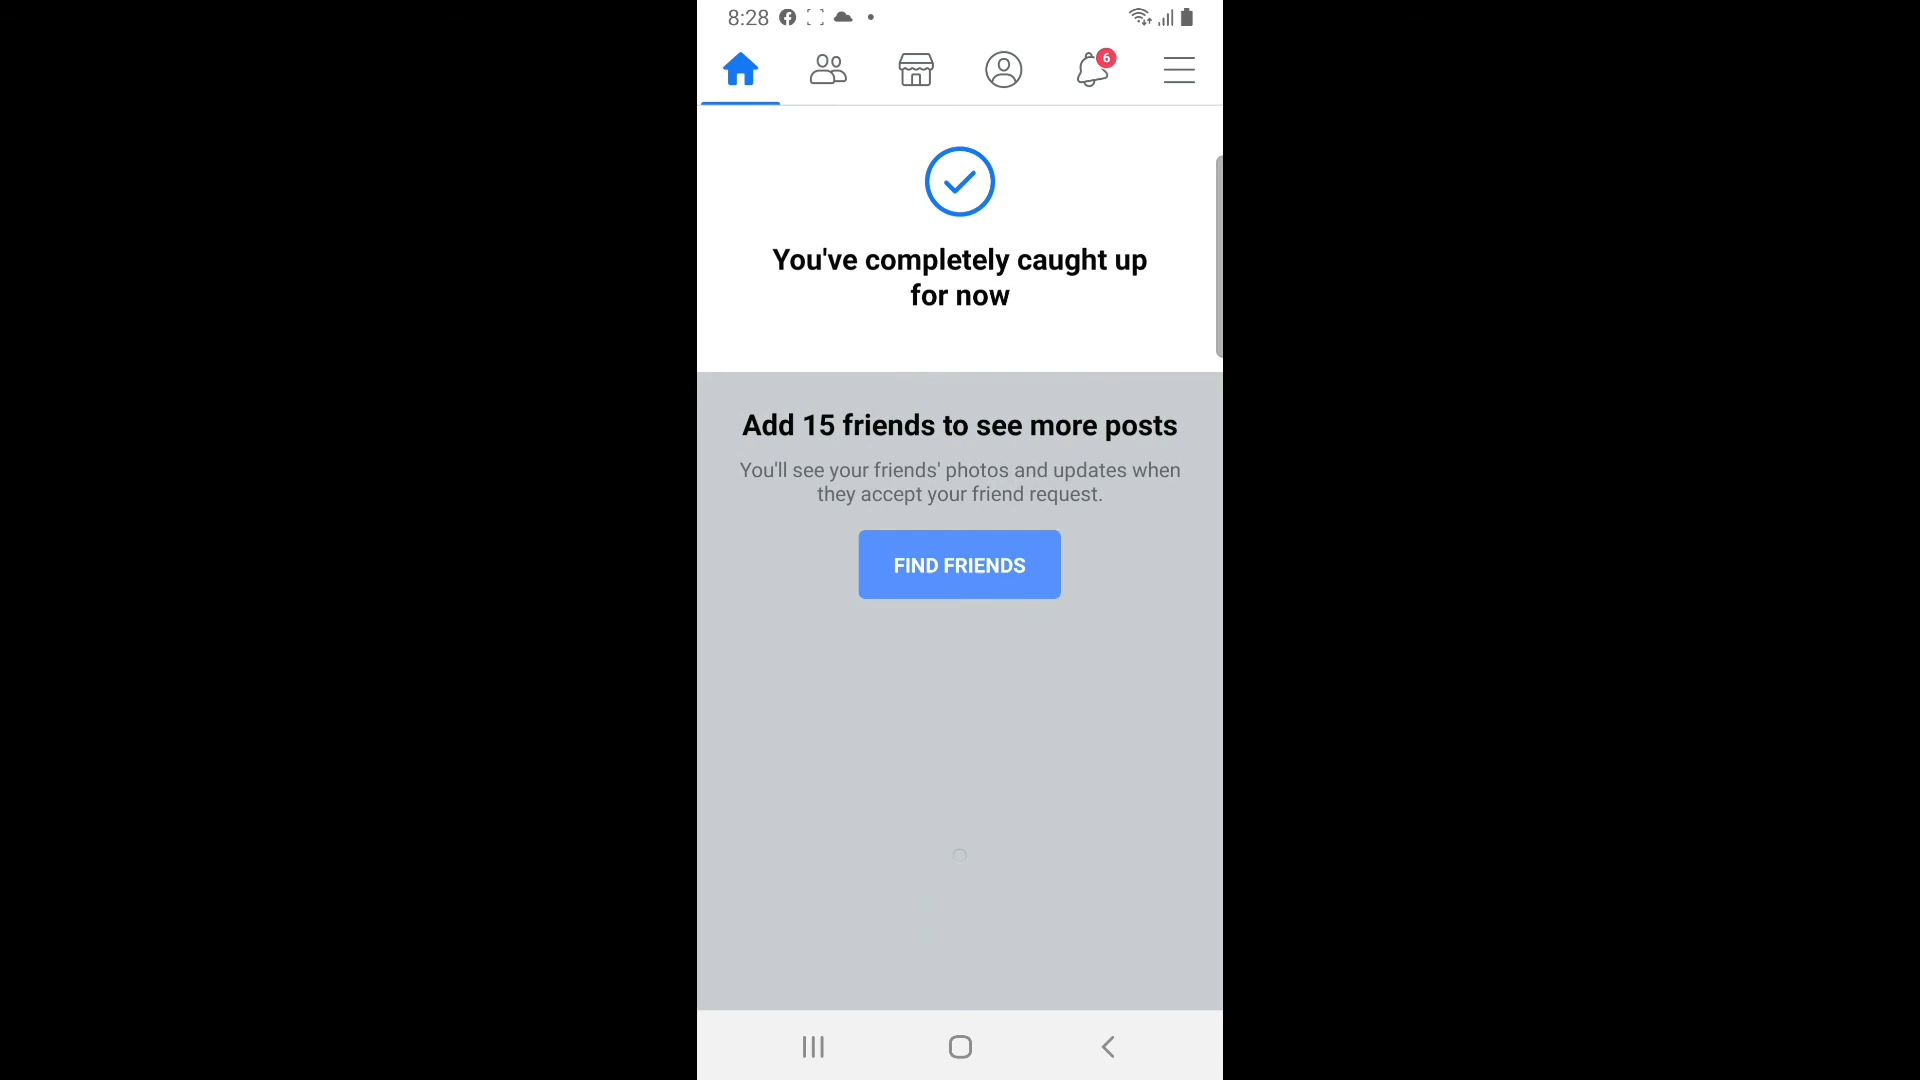 8:28
6
You've completely caught up
for now
Add 15 friends to see more posts
You'll see your friends' photos and updates when
they accept your friend request.
FIND FRIENDS